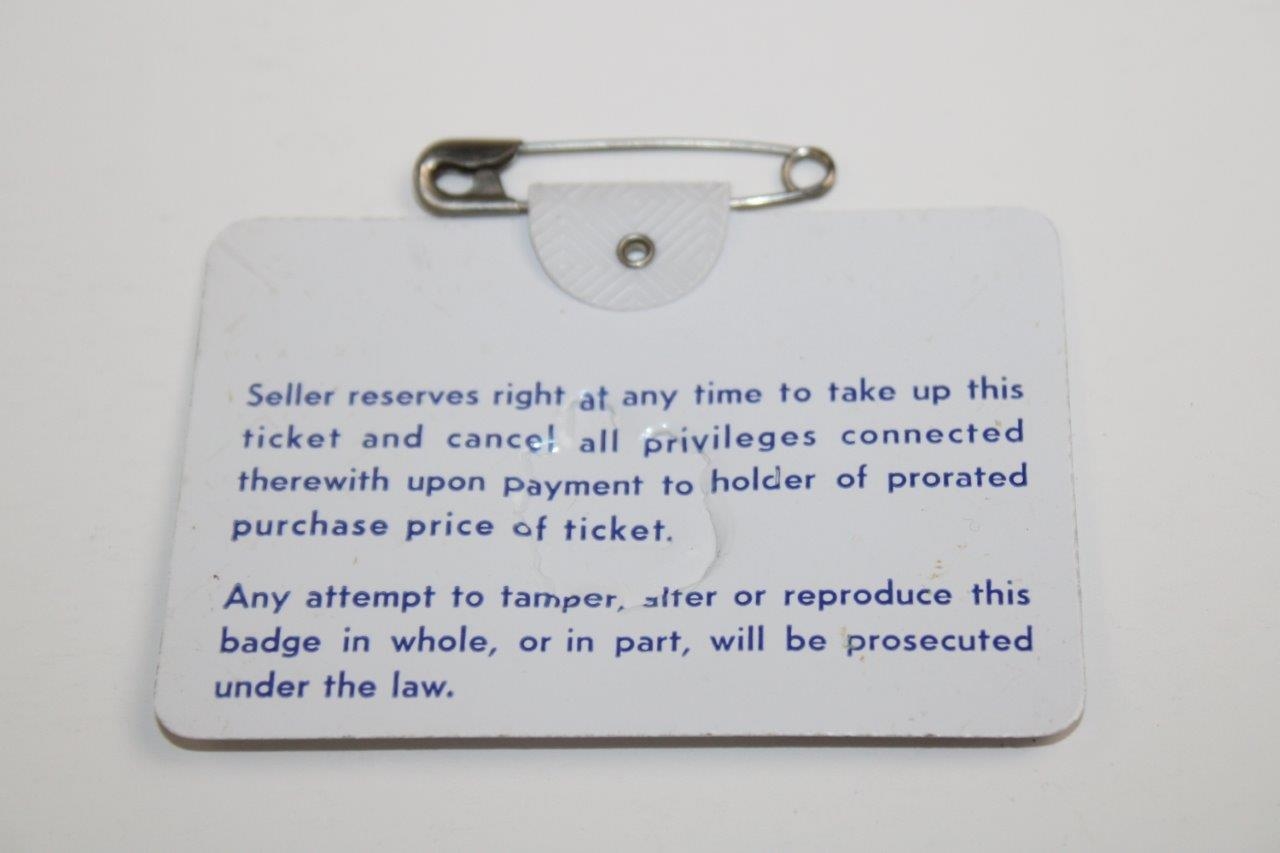 Seller reserves right at any time to take up this
ticket and cancel all privileges connected
therewith upon payment to holder of prorated
purchase price of ticket.
Any attempt to tamper, alter or reproduce this
badge in whole, or in part, will be prosecuted
under the law.